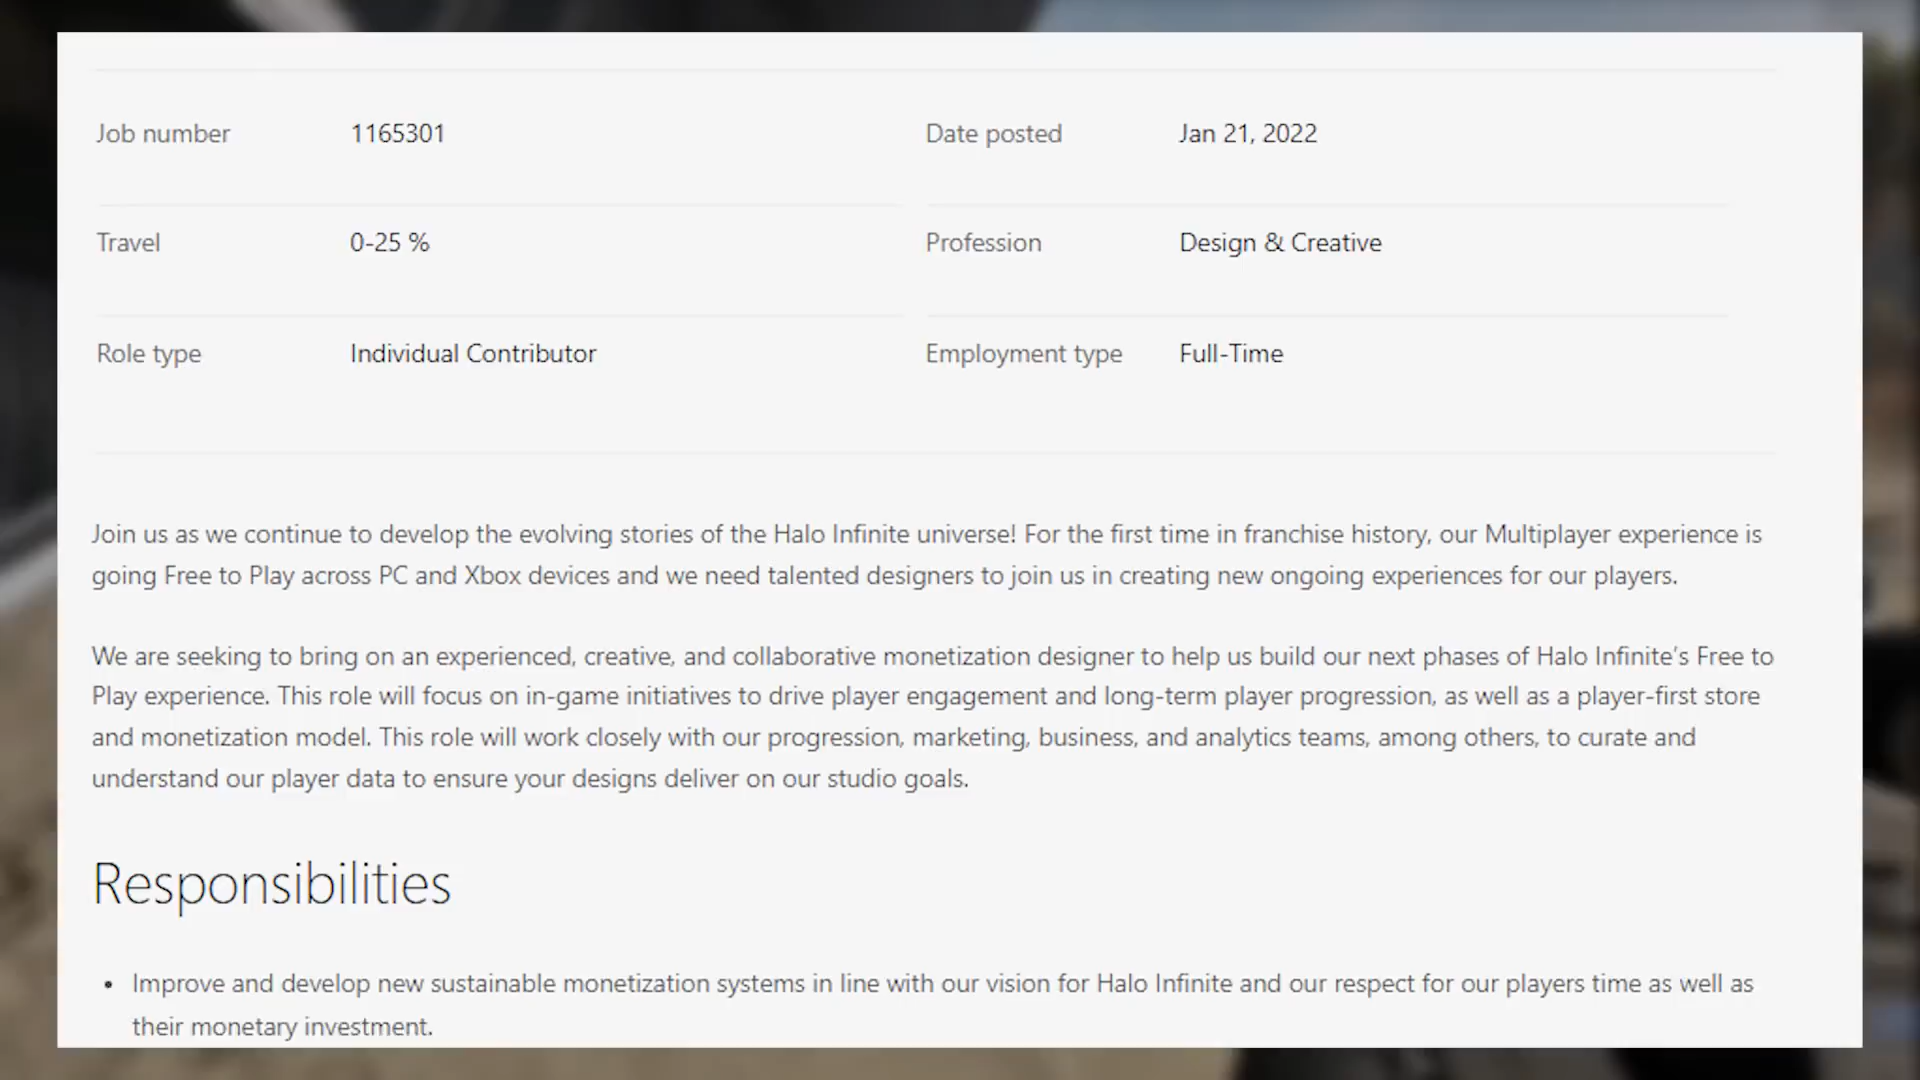 Job number 1165301 Date posted Jan 21, 2022
Travel 0-25 % Profession Design & Creative
Role type Individual Contributor Employment type Full-Time
Join us as we continue to develop the evolving stories of the Halo Infinite universe! For the first time in franchise history, our Multiplayer experience is
going Free to Play across PC and Xbox devices and we need talented designers to join us in creating new ongoing experiences for our players.
We are seeking to bring on an experienced, creative, and collaborative monetization designer to help us build our next phases of Halo Infinite's Free to
Play experience. This role will focus on in-game initiatives to drive player engagement and long-term player progression, as well as a player-first store
and monetization model. This role will work closely with our progression, marketing, business, and analytics teams, among others, to curate and
understand our player data to ensure your designs deliver on our studio goals.
Responsibilities
• Improve and develop new sustainable monetization systems in line with our vision for Halo Infinite and our respect for our players time as well as
their monetary investment.